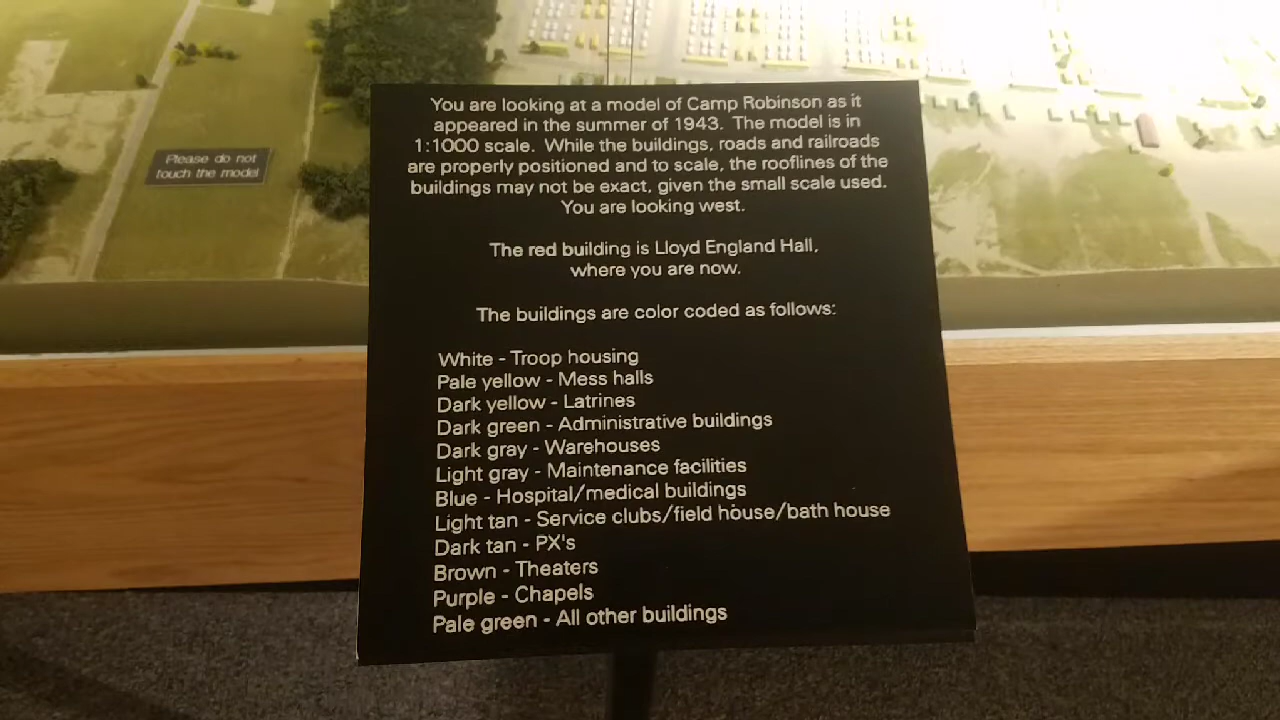 You are looking at a model of Camp Robinson as it
appeared in the summer of 1943. The model is in
1:1000 scale. While the buildings, roads and railroads
are properly positioned and to scale, the rooflines of the
buildings may not be exact, given the small scale used.
You are looking west.
The red building is Lloyd England Hall,
where you are now.
The buildings are color coded as follows:
White - Troop housing
Pale yellow - Mess halls
Dark yellow - Latrines
Dark green - Administrative buildings
Dark gray - Warehouses
Light gray - Maintenance facilities
Blue - Hospital/medical buildings
Light tan - Service clubs/field house/bath house
Dark tan - PX's
Brown - Theaters
Purple - Chapels
Pale green - All other buildings
Please do not
touch the model